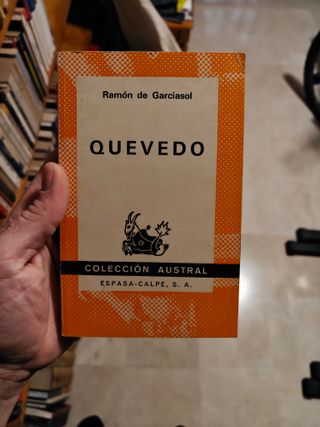 Ramón de Garciasol
QUEVEDO
COLECCIÓN AUSTRAL
ESPASA-CALPE, S. A.